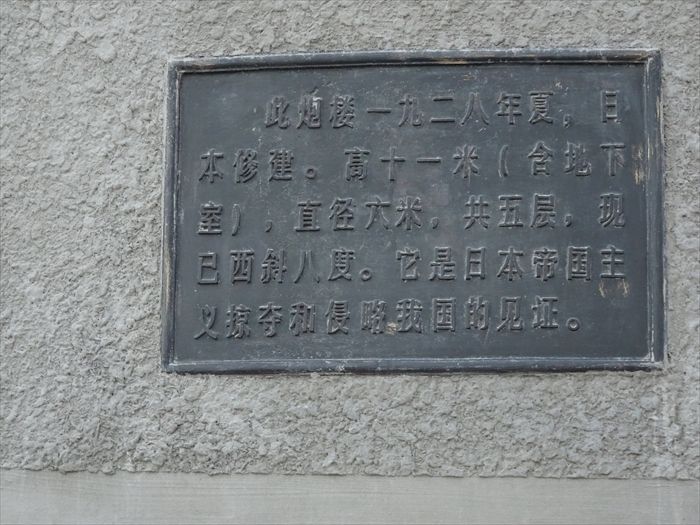 此炮楼一九二八年夏，日
本修建。高十一米（含地下
室），直径六米，共五层，现
已西斜八度。它是日本帝国主
义掠夺和侵略我国的见证。